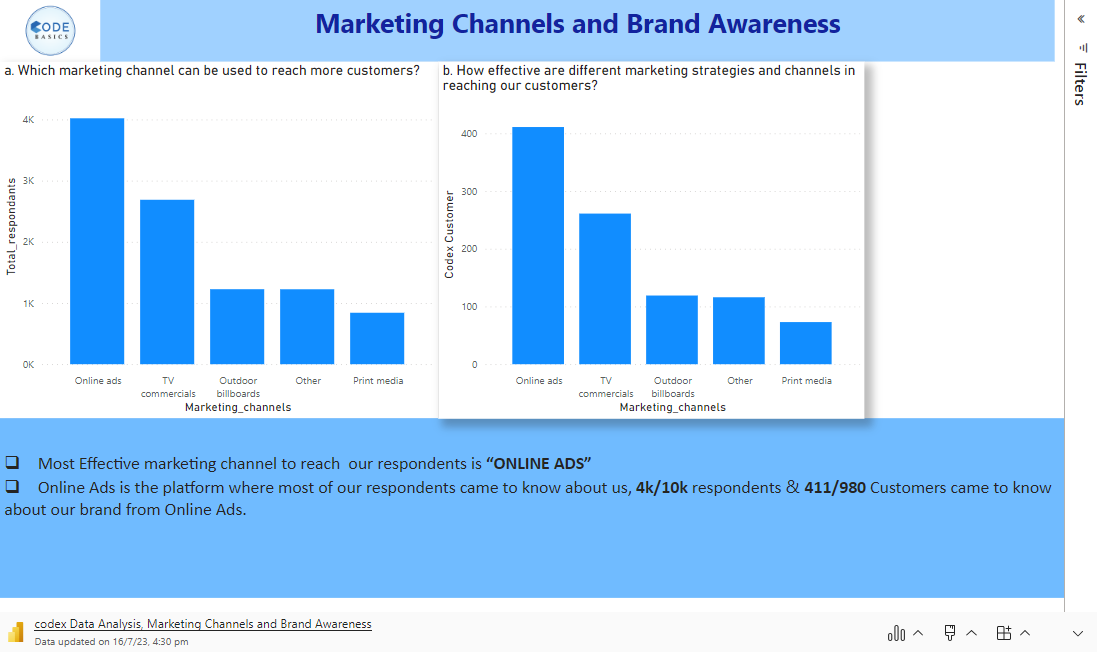 CODE
BASICS
Marketing Channels and Brand Awareness
a. Which marketing channel can be used to reach more customers?
4K
3K
2K
1K
0K
Total_respondants
Online ads
TV
commercials
Outdoor
billboards
Other
Print media
Marketing_channels
b. How effective are different marketing strategies and channels in
reaching our customers?
400
300
200
100
0
Codex Customer
Online ads
TV
commercials
Outdoor
billboards
Other
Print media
Marketing_channels
Filters
❑ Most Effective marketing channel to reach our respondents is “ONLINE ADS”
❑ Online Ads is the platform where most of our respondents came to know about us, 4k/10k respondents & 411/980 Customers came to know
about our brand from Online Ads.
codex Data Analysis, Marketing Channels and Brand Awareness
Data updated on 16/7/23, 4:30 pm